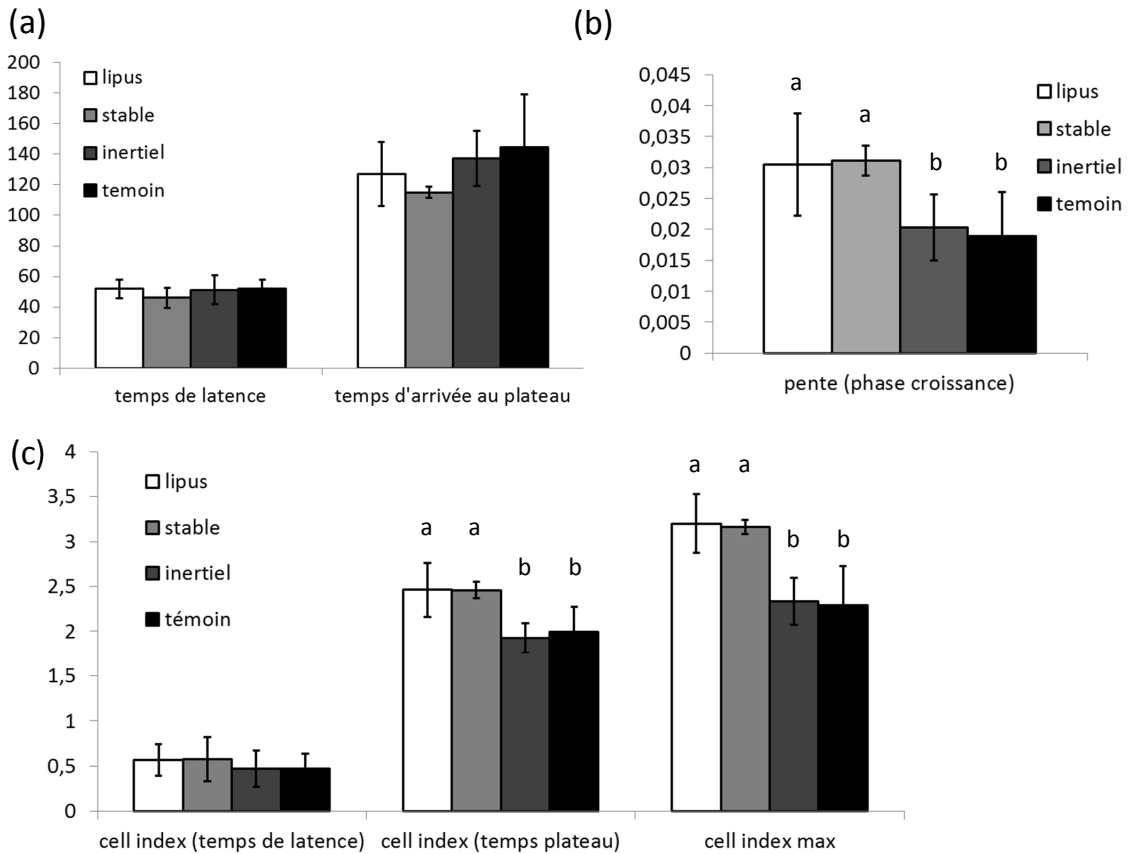 (a)
200
180
160
140
120
100
80
60
40
20
0
lipus
stable
inertiel
temoin
temps de latence
temps d'arrivée au plateau
(b)
0,045
0,04
0,035
0,03
0,025
0,02
0,015
0,01
0,005
0
a
a
b
b
lipus
stable
inertiel
temoin
pente (phase croissance)
(c)
4
3,5
3
2,5
2
1,5
1
0,5
0
lipus
stable
inertiel
témoin
a
a
b
b
a
a
b
b
cell index (temps de latence)
cell index (temps plateau)
cell index max